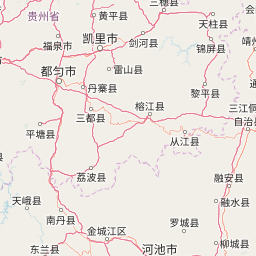 贵州省
黄平县
三穗县
天柱县
靖州
福泉市
凯里市
剑河县
锦屏县
都匀市
雷山县
丹寨县
榕江县
黎平县
三江侗
自治县
三都县
平塘县
从江县
荔波县
融安县
天峨县
融水县
南丹县
金城江区
罗城县
东兰县
河池市
柳城县